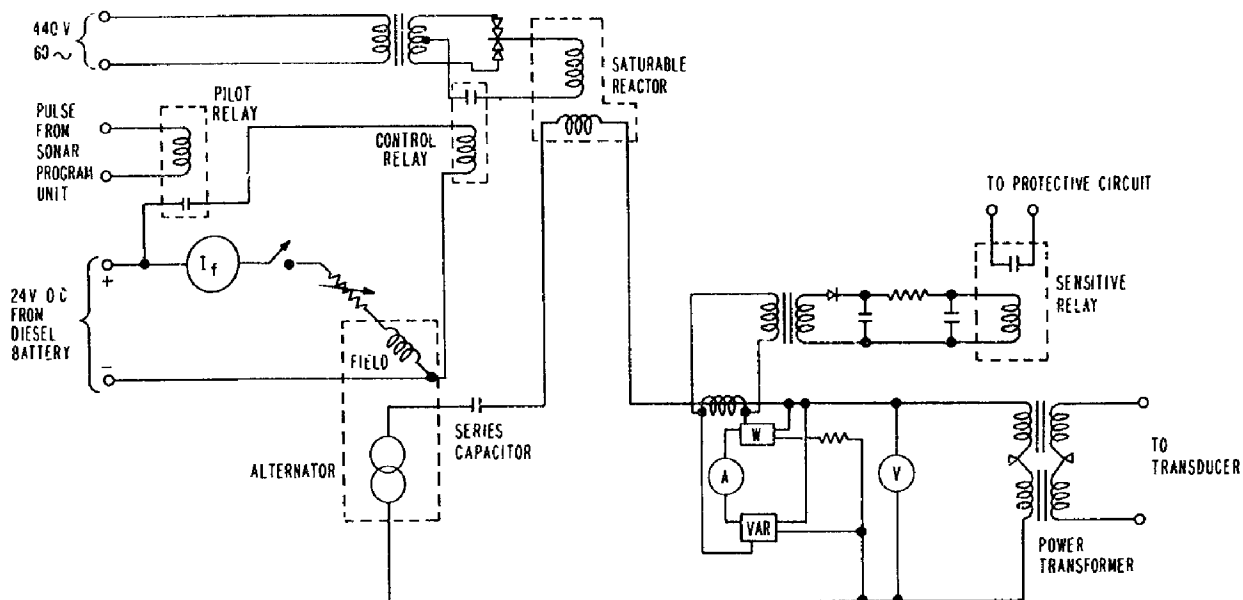 440 V
60 ~
SATURABLE
REACTOR
PILOT
RELAY
PULSE
FROM
SONAR
PROGRAM
UNIT
CONTROL
RELAY
TO PROTECTIVE CIRCUIT
SENSITIVE
RELAY
If
+
24V DC
FROM
DIESEL
BATTERY
−
FIELD
SERIES
CAPACITOR
ALTERNATOR
W
A
V
VAR
TO
TRANSDUCER
POWER
TRANSFORMER